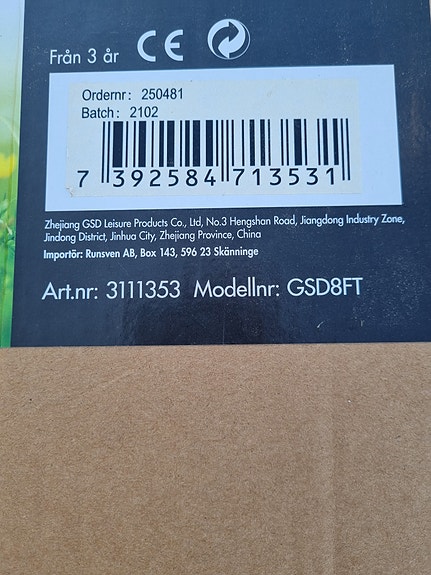 Från 3 år CE
Ordernr: 250481
Batch: 2102
7 392584 713531
Zhejiang GSD Leisure Products Co., Ltd, No.3 Hengshan Road, Jiangdong Industry Zone,
Jindong District, Jinhua City, Zhejiang Province, China
Importör: Runsven AB, Box 143, 596 23 Skänninge
Art.nr: 3111353 Modellnr: GSD8FT